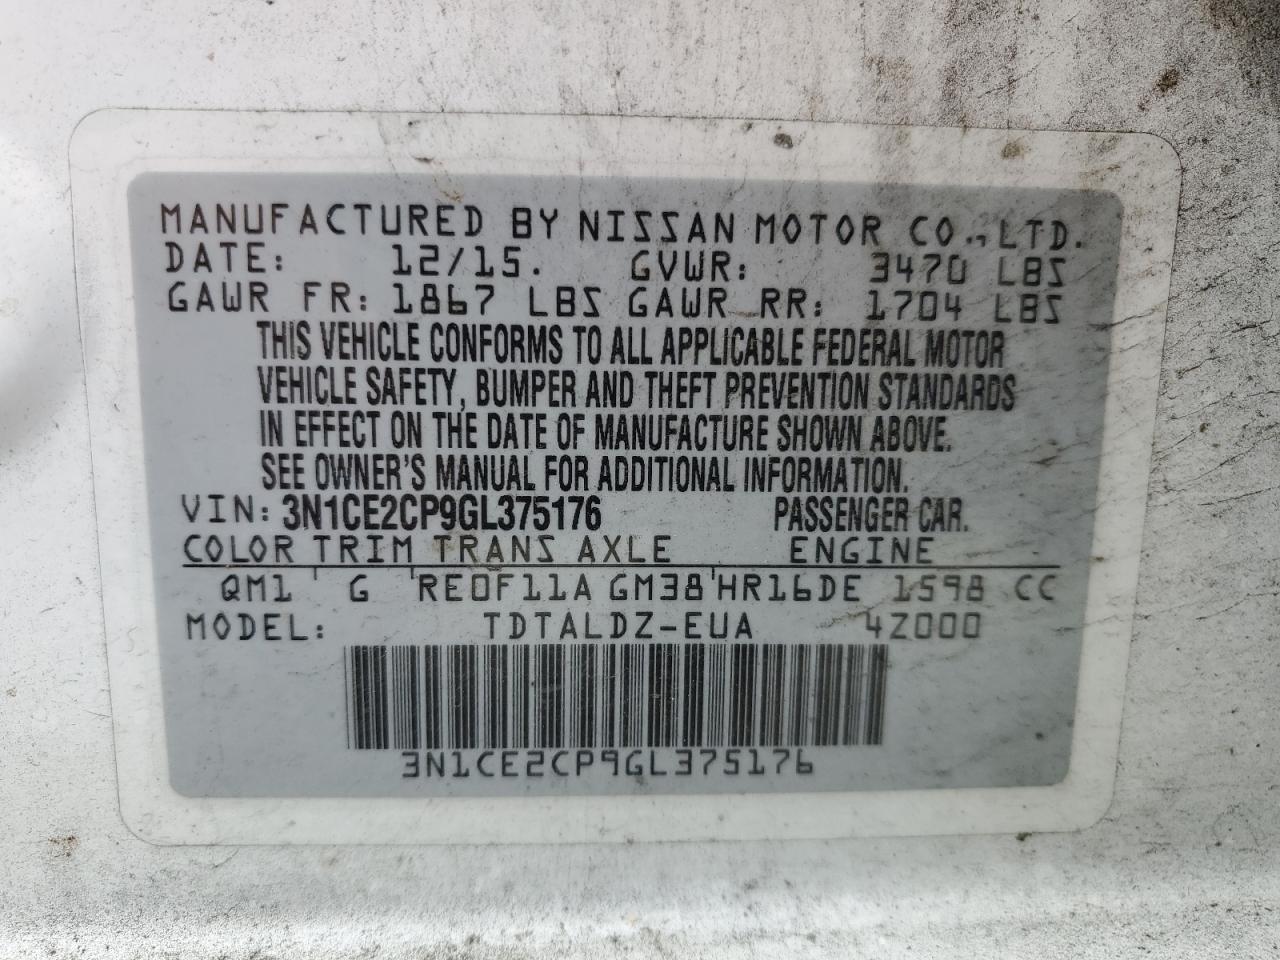 MANUFACTURED BY NISSAN MOTOR CO., LTD.
DATE: 12/15. GVWR: 3470 LBS
GAWR FR: 1867 LBS GAWR RR: 1704 LBS
THIS VEHICLE CONFORMS TO ALL APPLICABLE FEDERAL MOTOR
VEHICLE SAFETY, BUMPER AND THEFT PREVENTION STANDARDS
IN EFFECT ON THE DATE OF MANUFACTURE SHOWN ABOVE.
SEE OWNER'S MANUAL FOR ADDITIONAL INFORMATION.
VIN: 3N1CE2CP9GL375176 PASSENGER CAR.
COLOR TRIM TRANS AXLE ENGINE
QM1 G RE0F11A GM38 HR16DE 1598 CC
MODEL: TDTALDZ-EUA 4Z000
3N1CE2CP9GL375176